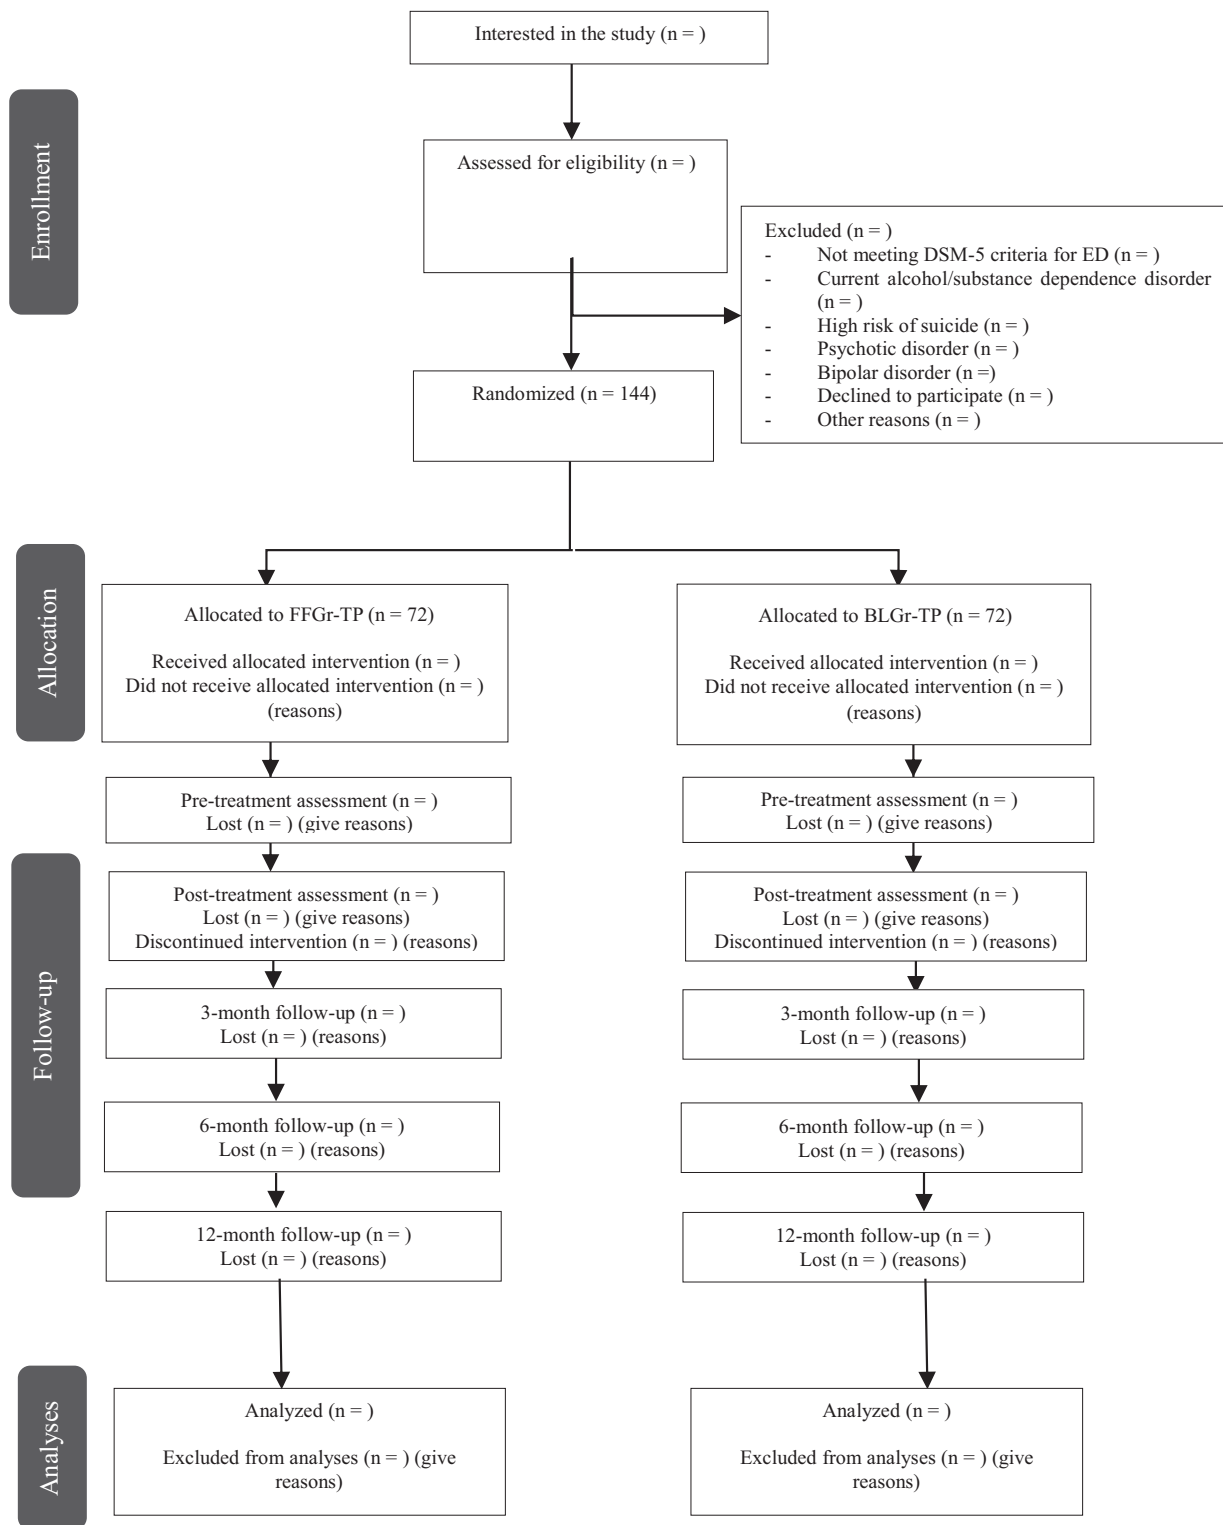 Interested in the study (n = )
Enrollment
Assessed for eligibility (n = )
Excluded (n = )
- Not meeting DSM-5 criteria for ED (n = )
- Current alcohol/substance dependence disorder
(n = )
- High risk of suicide (n = )
- Psychotic disorder (n = )
- Bipolar disorder (n =)
- Declined to participate (n = )
- Other reasons (n = )
Randomized (n = 144)
Allocation
Allocated to FFGr-TP (n = 72)
Received allocated intervention (n = )
Did not receive allocated intervention (n = )
(reasons)
Allocated to BLGr-TP (n = 72)
Received allocated intervention (n = )
Did not receive allocated intervention (n = )
(reasons)
Pre-treatment assessment (n = )
Lost (n = ) (give reasons)
Pre-treatment assessment (n = )
Lost (n = ) (give reasons)
Follow-up
Post-treatment assessment (n = )
Lost (n = ) (give reasons)
Discontinued intervention (n = ) (reasons)
Post-treatment assessment (n = )
Lost (n = ) (give reasons)
Discontinued intervention (n = ) (reasons)
3-month follow-up (n = )
Lost (n = ) (reasons)
3-month follow-up (n = )
Lost (n = ) (reasons)
6-month follow-up (n = )
Lost (n = ) (reasons)
6-month follow-up (n = )
Lost (n = ) (reasons)
12-month follow-up (n = )
Lost (n = ) (reasons)
12-month follow-up (n = )
Lost (n = ) (reasons)
Analyses
Analyzed (n = )
Excluded from analyses (n = ) (give
reasons)
Analyzed (n = )
Excluded from analyses (n = ) (give
reasons)